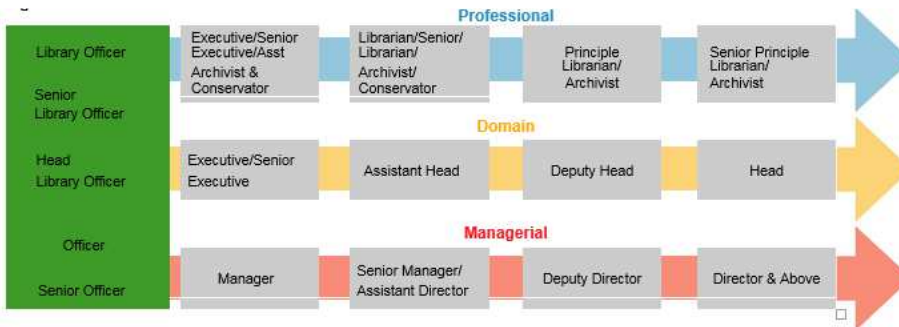 Professional
Library Officer
Senior
Library Officer
Head
Library Officer
Officer
Senior Officer
Executive/Senior
Executive/Asst
Archivist &
Conservator
Librarian/Senior/
Librarian/
Archivist/
Conservator
Principle
Librarian/
Archivist
Senior Principle
Librarian/
Archivist
Domain
Executive/Senior
Executive
Assistant Head
Deputy Head
Head
Managerial
Manager
Senior Manager/
Assistant Director
Deputy Director
Director & Above